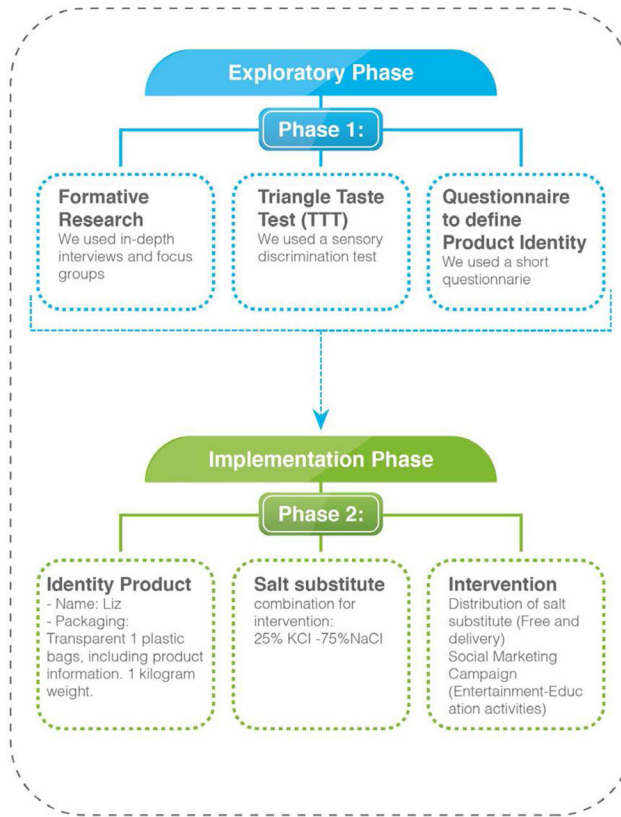 Exploratory Phase
Phase 1:
Formative
Research
We used in-depth
interviews and focus
groups
Triangle Taste
Test (TTT)
We used a sensory
discrimination test
Questionnaire
to define
Product Identity
We used a short
questionnarie
Implementation Phase
Phase 2:
Identity Product
- Name: Liz
- Packaging:
Transparent 1 plastic
bags, including product
information. 1 kilogram
weight.
Salt substitute
combination for
intervention:
25% KCl -75%NaCl
Intervention
Distribution of salt
substitute (Free and
delivery)
Social Marketing
Campaign
(Entertainment-Educ
ation activities)